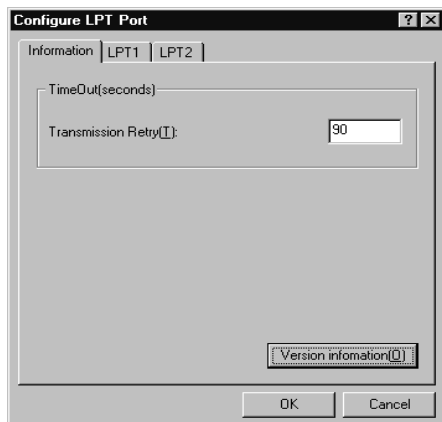 Configure LPT Port
Information LPT1 LPT2
TimeOut(seconds)
Transmission Retry(T): 90
Version infomation(O)
OK Cancel